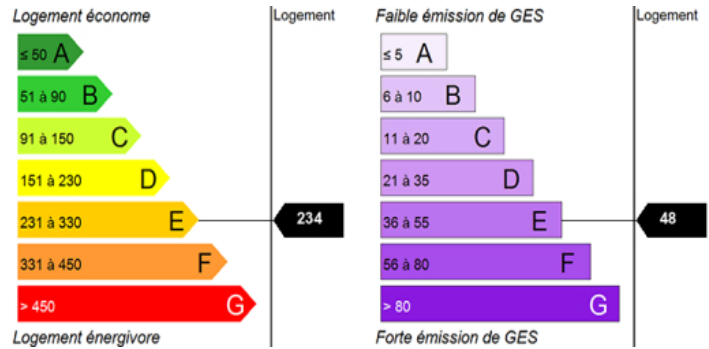 Logement économe
Logement
≤ 50 A
51 à 90 B
91 à 150 C
151 à 230 D
231 à 330 E
234
331 à 450 F
> 450 G
Logement énergivore
Faible émission de GES
Logement
≤ 5 A
6 à 10 B
11 à 20 C
21 à 35 D
36 à 55 E
48
56 à 80 F
> 80 G
Forte émission de GES